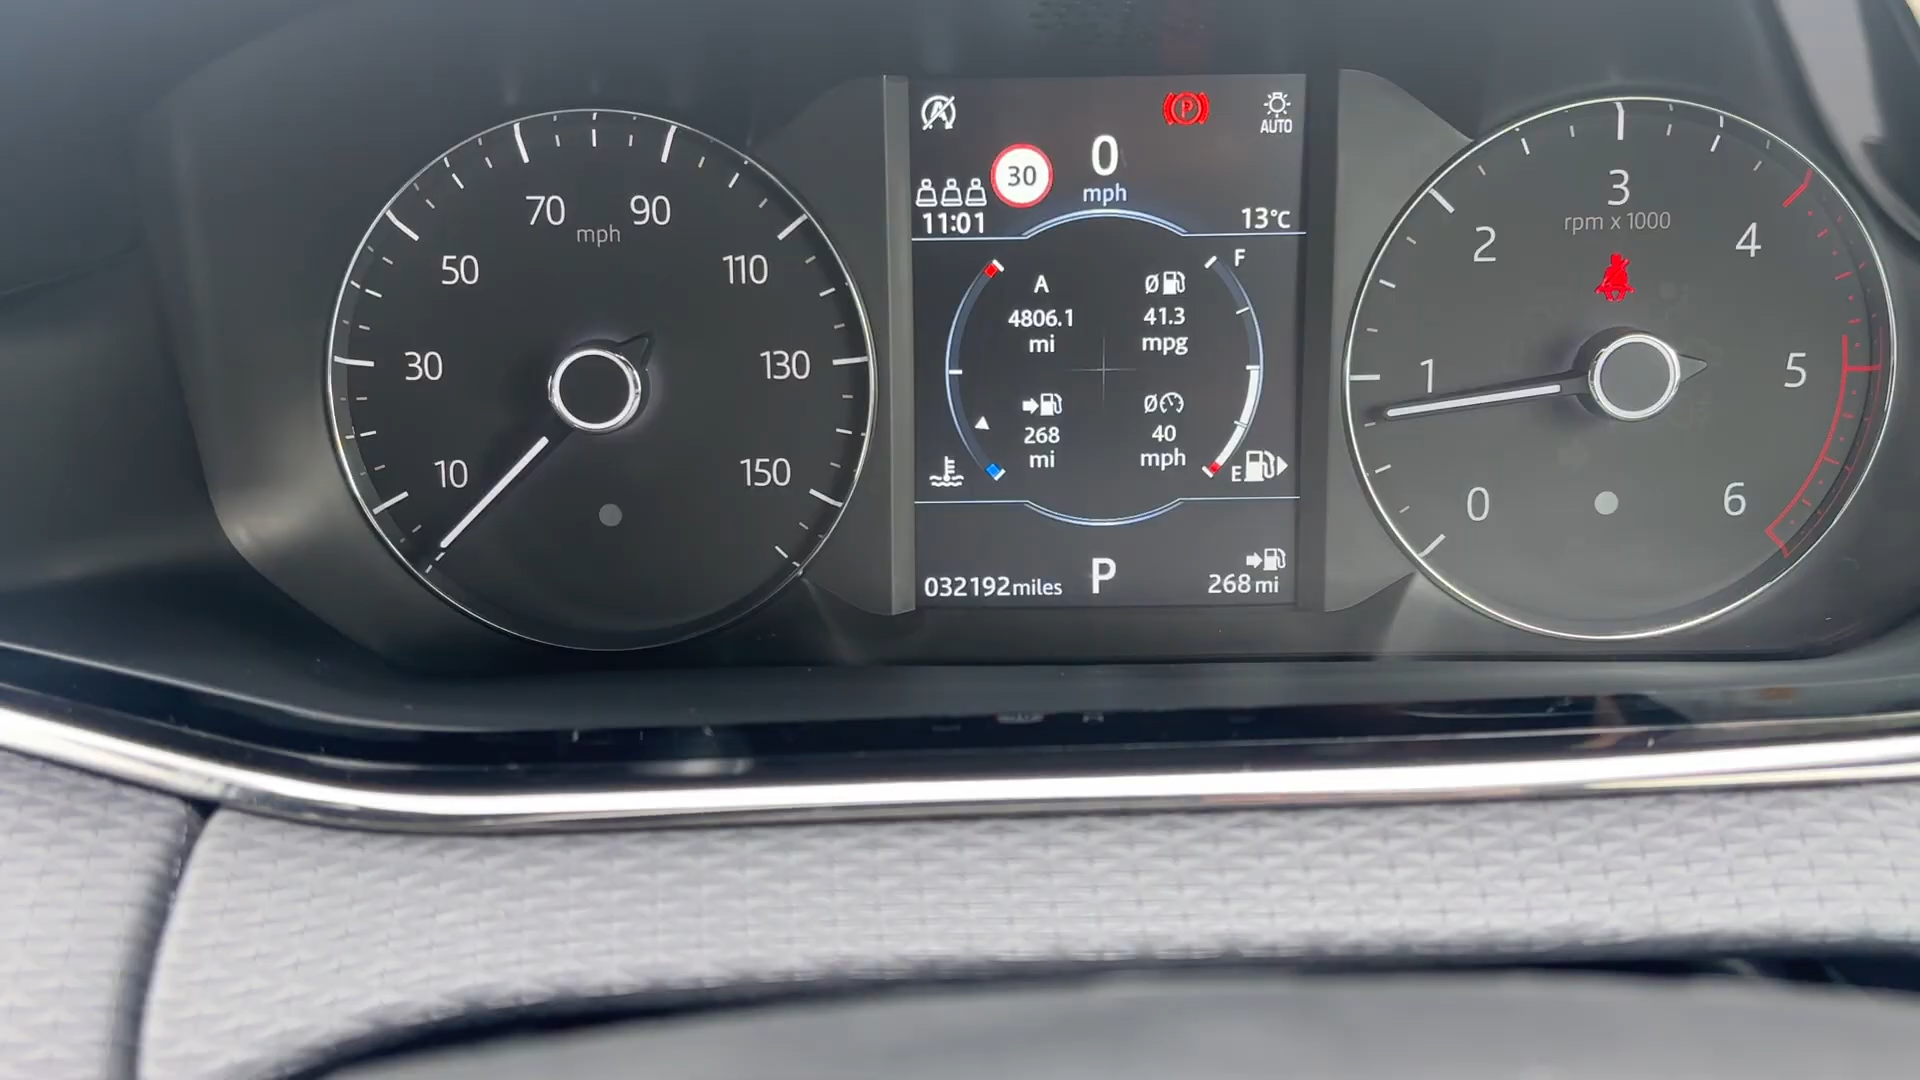 10
30
50
70
90
110
130
150
mph
AUTO
30
0
mph
11:01
13°C
A
4806.1
mi
Ø
41.3
mpg
268
mi
Ø
40
mph
F
E
032192miles
P
268 mi
0
1
2
3
4
5
6
rpm x 1000
P
A